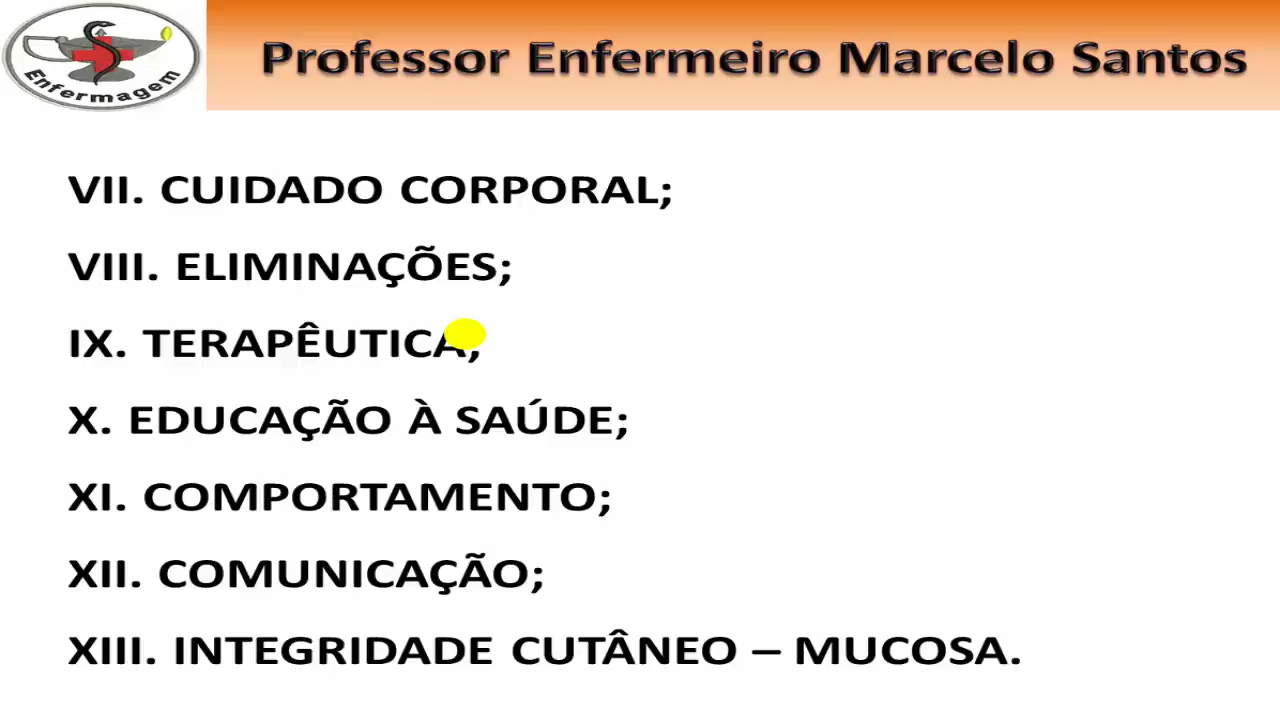 Enfermagem
Professor Enfermeiro Marcelo Santos
VII. CUIDADO CORPORAL;
VIII. ELIMINAÇÕES;
IX. TERAPÊUTICA;
X. EDUCAÇÃO À SAÚDE;
XI. COMPORTAMENTO;
XII. COMUNICAÇÃO;
XIII. INTEGRIDADE CUTÂNEO – MUCOSA.